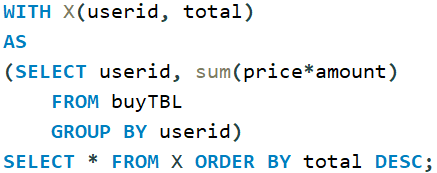 WITH X(userid, total)
AS
(SELECT userid, sum(price*amount)
    FROM buyTBL
    GROUP BY userid)
SELECT * FROM X ORDER BY total DESC;